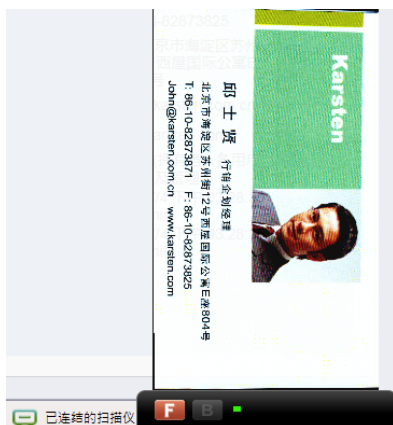 Karsten
邱士贤 行销企划经理
北京市海淀区苏州街12号西屋国际公寓E座804号
T: 86-10-82873871 F: 86-10-82873825
John@karsten.com.cn www.karsten.com
已连结的扫描仪
F B